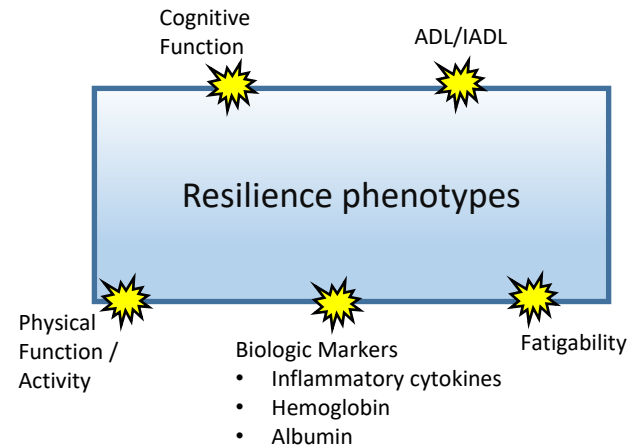 Cognitive
Function
ADL/IADL
Resilience phenotypes
Physical
Function /
Activity
Biologic Markers
• Inflammatory cytokines
• Hemoglobin
• Albumin
Fatigability